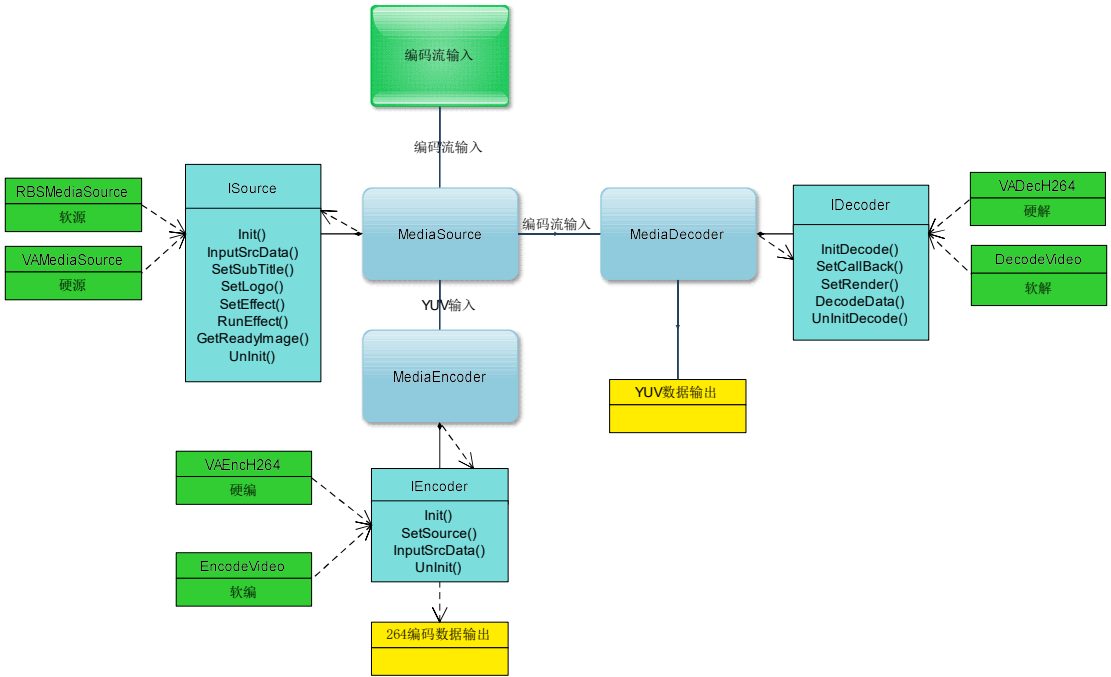 编码流输入
编码流输入
RBSMediaSource
软源
VAMediaSource
硬源
ISource
Init()
InputSrcData()
SetSubTitle()
SetLogo()
SetEffect()
RunEffect()
GetReadyImage()
UnInit()
MediaSource
编码流输入
MediaDecoder
IDecoder
InitDecode()
SetCallBack()
SetRender()
DecodeData()
UnInitDecode()
VADecH264
硬解
DecodeVideo
软解
YUV输入
MediaEncoder
YUV数据输出
VAEncH264
硬编
EncodeVideo
软编
IEncoder
Init()
SetSource()
InputSrcData()
UnInit()
264编码数据输出